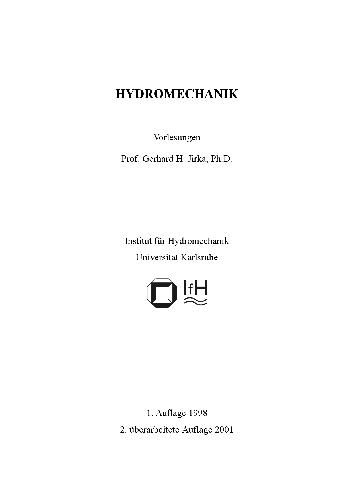 HYDROMECHANIK
Vorlesungen
Prof. Gerhard H. Jirka, Ph.D.
Institut für Hydromechanik
Universität Karlsruhe
IfH
1. Auflage 1998
2. überarbeitete Auflage 2001